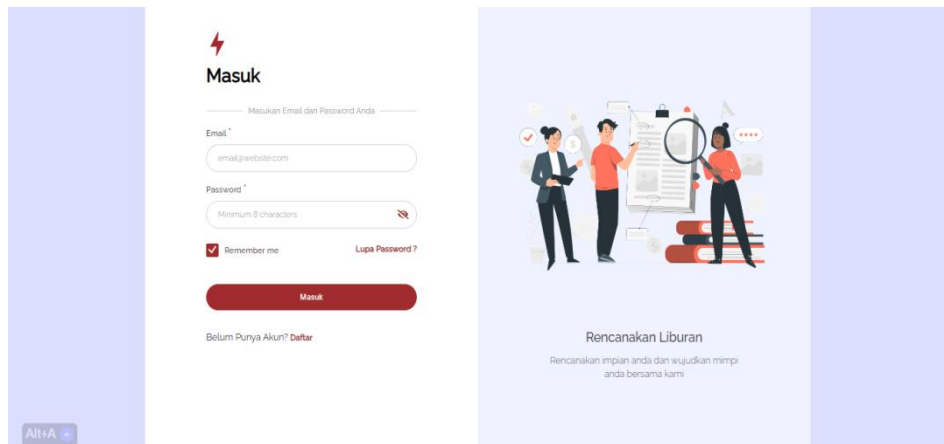 Masuk
Masukan Email dan Password Anda
Email *
email@website.com
Password *
Minimum 8 characters
Remember me
Lupa Password ?
Masuk
Belum Punya Akun? Daftar
Rencanakan Liburan
Rencanakan impian anda dan wujudkan mimpi
anda bersama kami
Alt+A